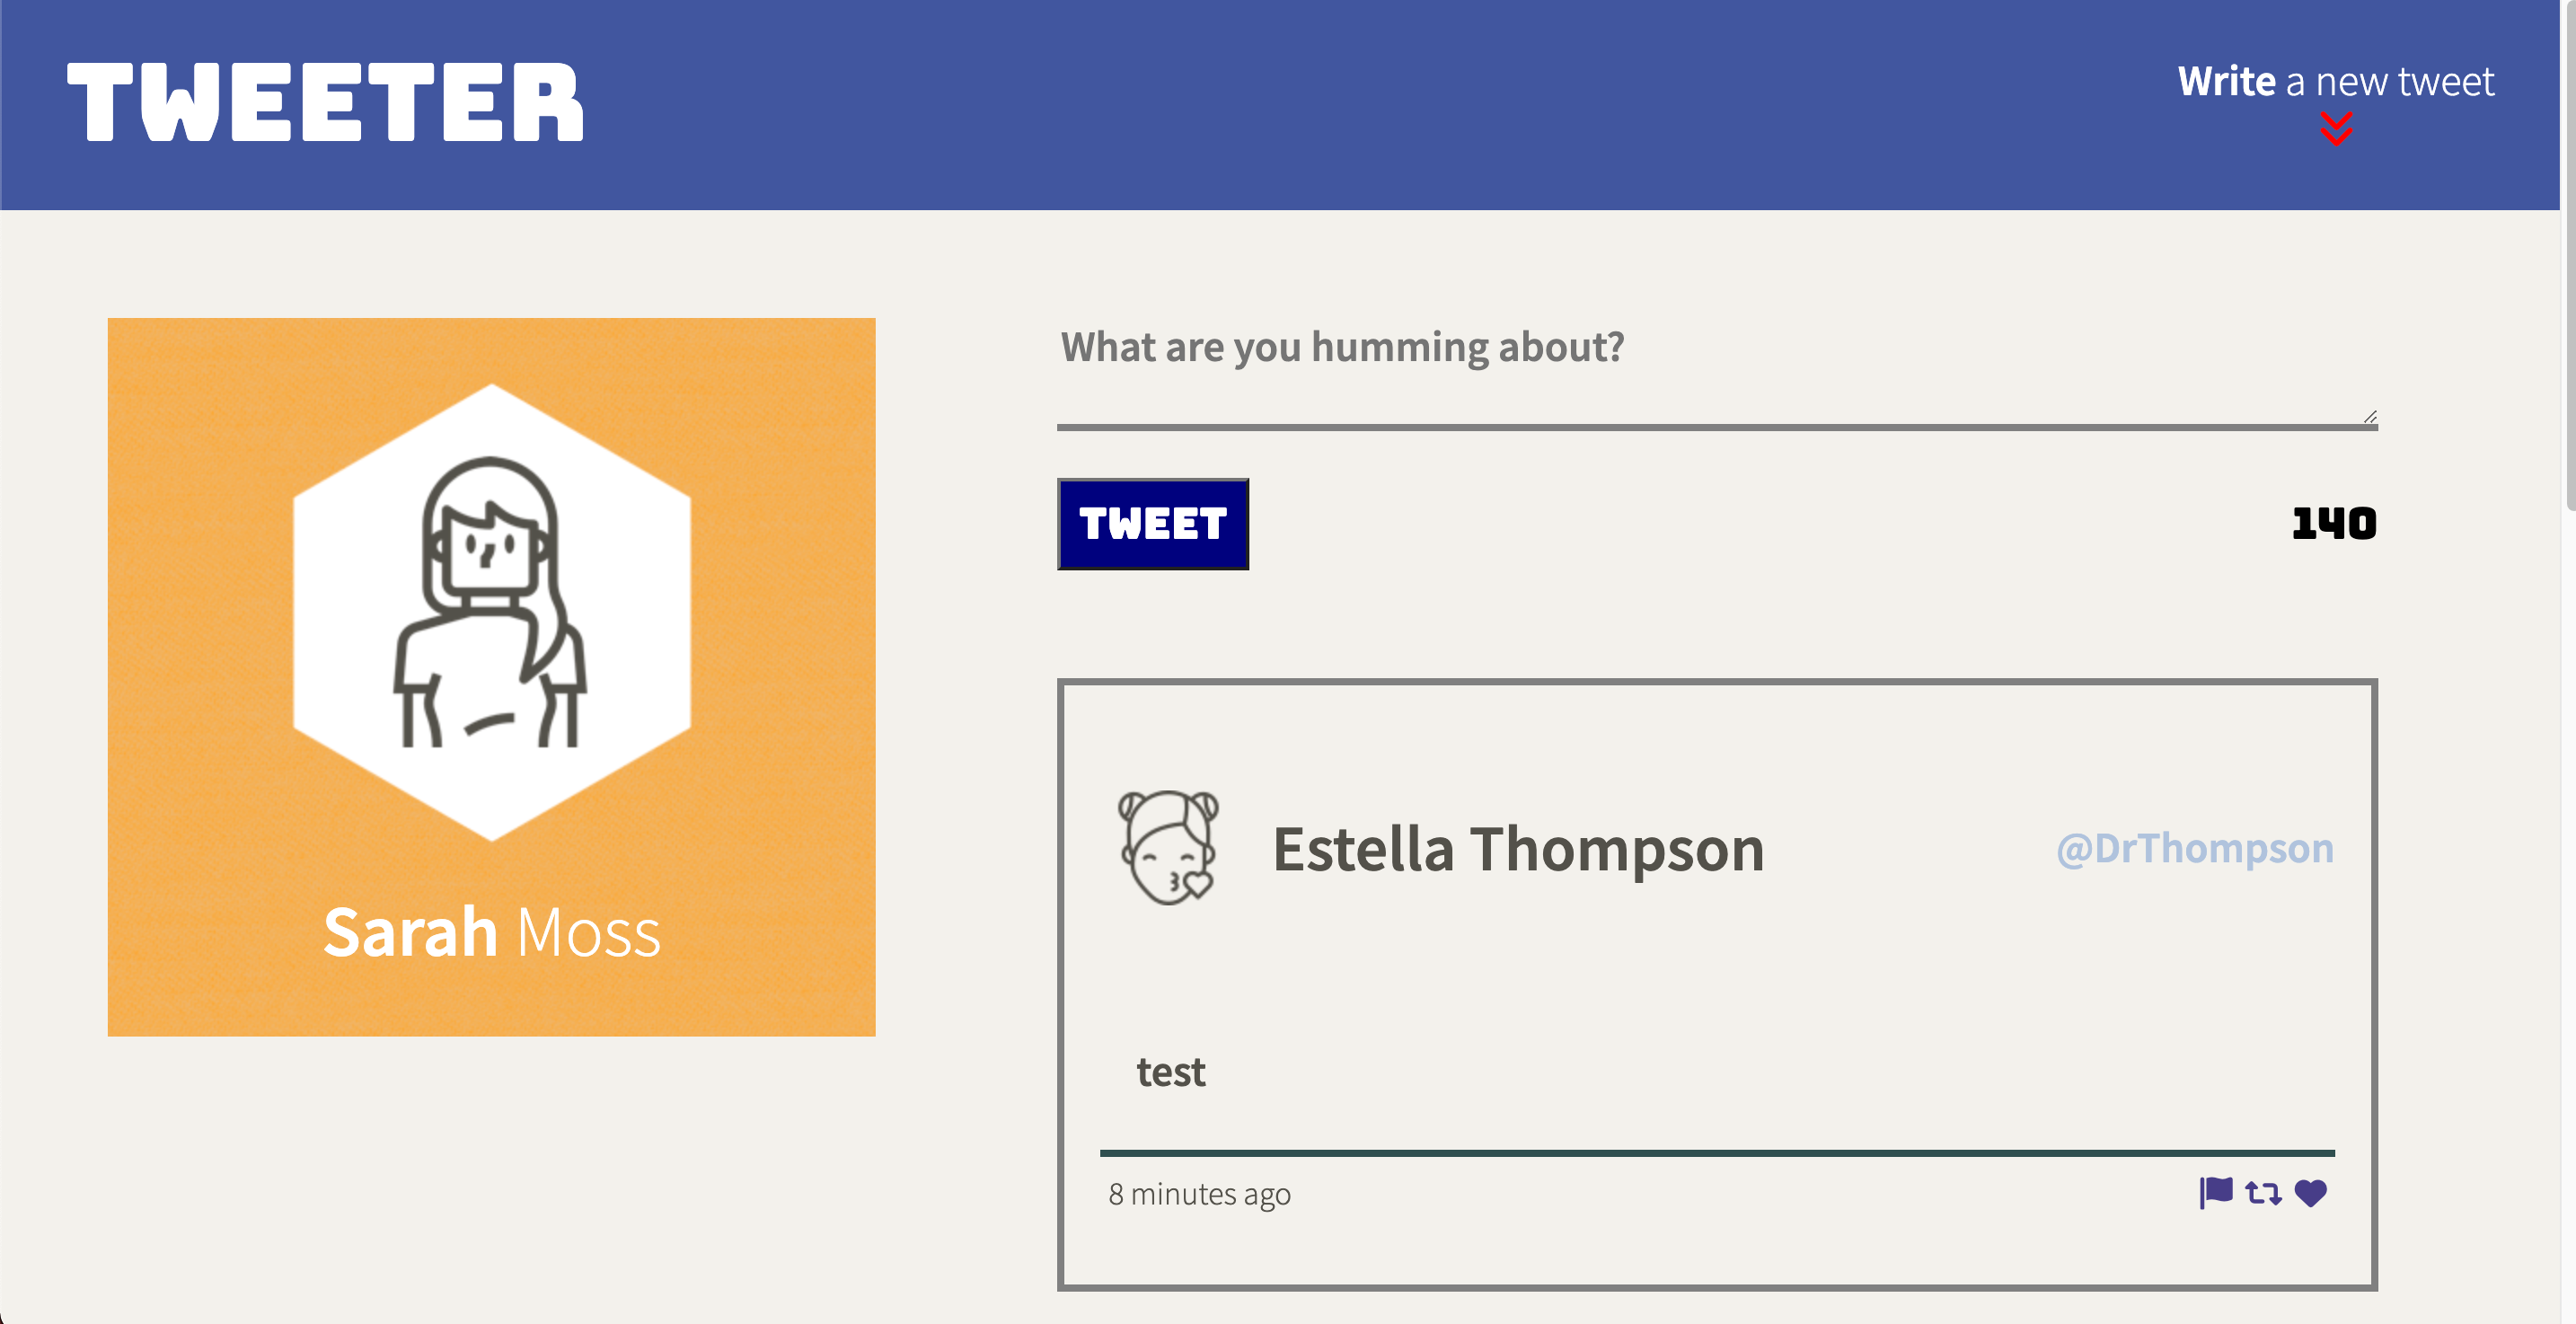 TWEETER
Write a new tweet
What are you humming about?
TWEET
140
Sarah Moss
Estella Thompson
@DrThompson
test
8 minutes ago